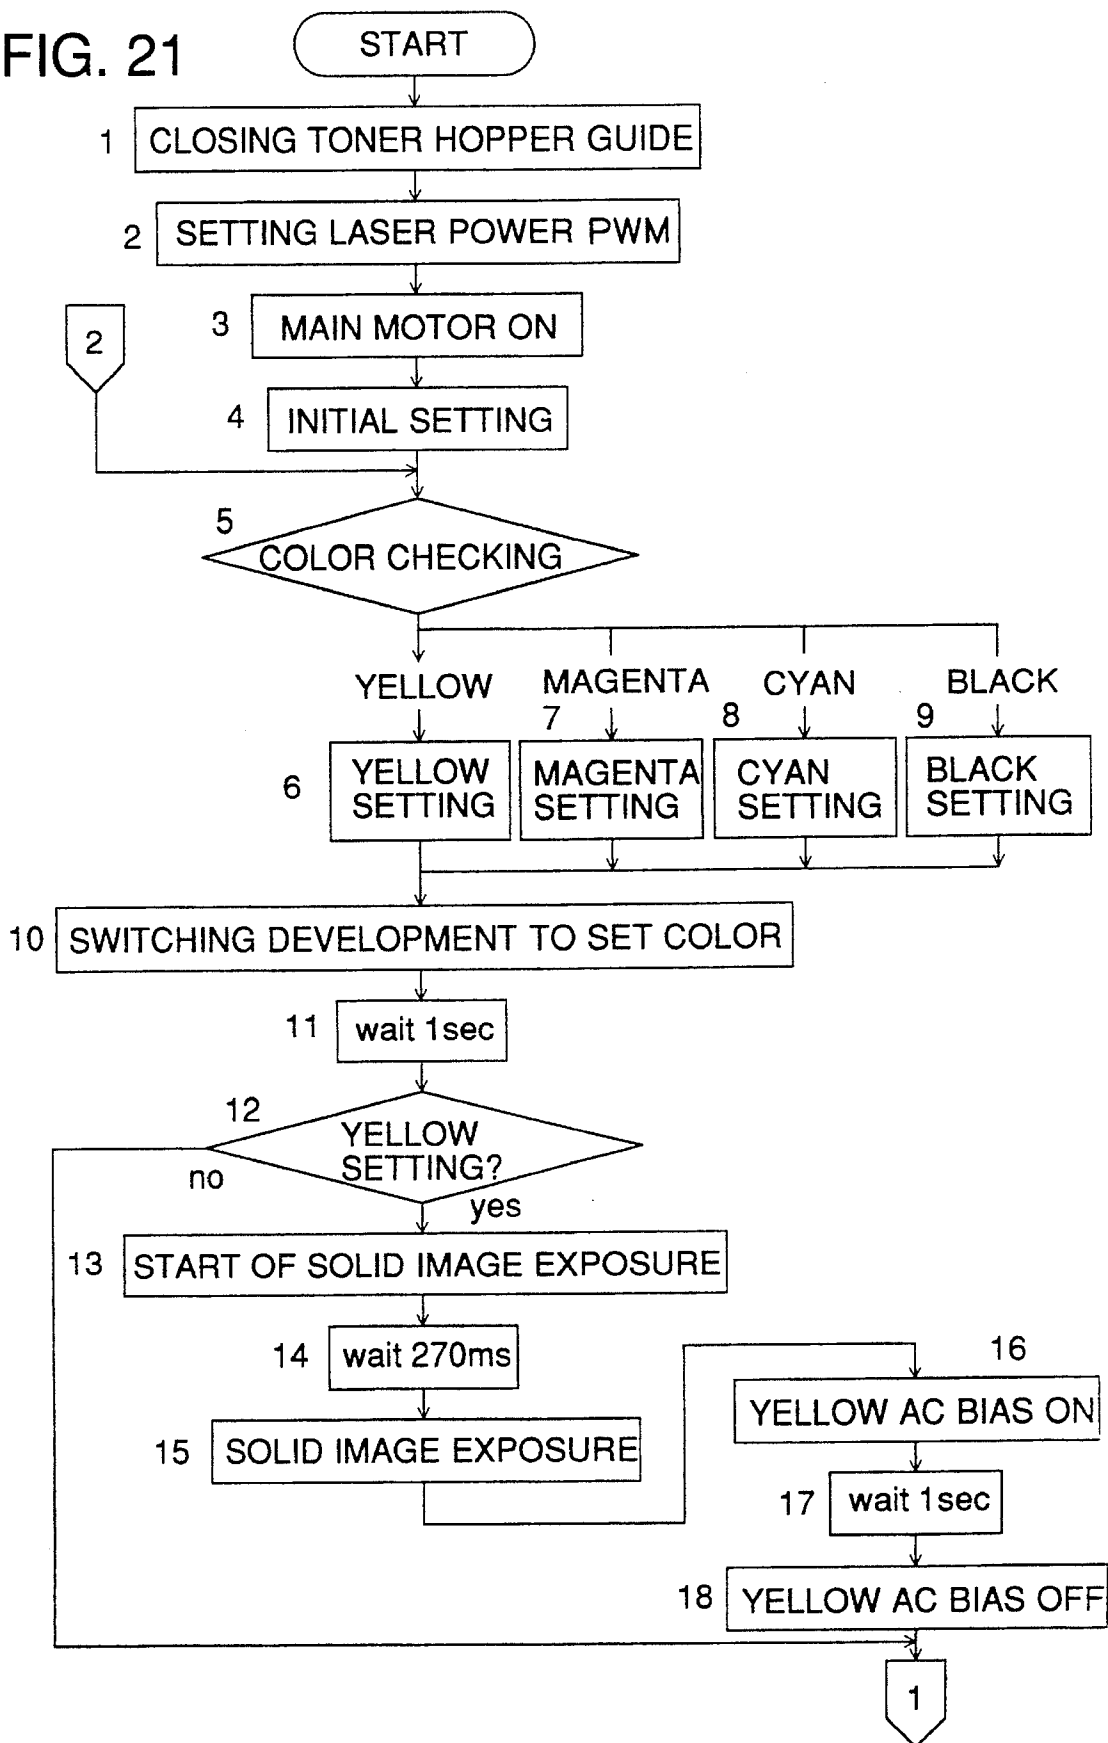 FIG. 21
START
1
CLOSING TONER HOPPER GUIDE
2
SETTING LASER POWER PWM
3
MAIN MOTOR ON
2
4
INITIAL SETTING
5
COLOR CHECKING
YELLOW
MAGENTA
CYAN
BLACK
6
YELLOW
SETTING
7
MAGENTA
SETTING
8
CYAN
SETTING
9
BLACK
SETTING
10
SWITCHING DEVELOPMENT TO SET COLOR
11
wait 1sec
12
YELLOW
SETTING?
no
yes
13
START OF SOLID IMAGE EXPOSURE
14
wait 270ms
15
SOLID IMAGE EXPOSURE
16
YELLOW AC BIAS ON
17
wait 1sec
18
YELLOW AC BIAS OFF
1